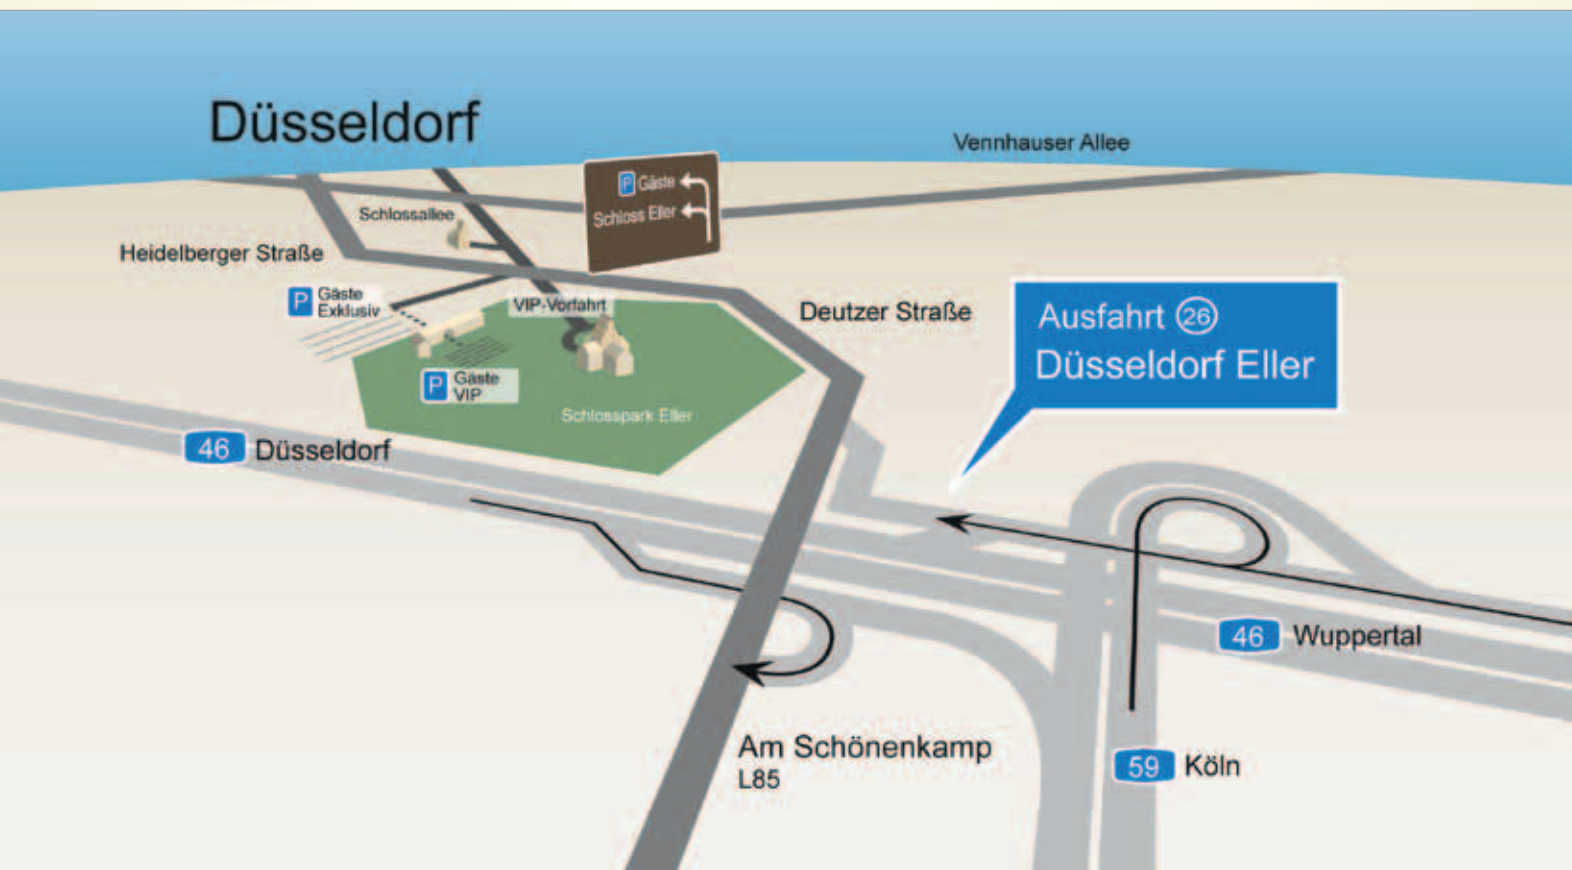 Düsseldorf
Vennhauser Allee
P Gäste
Schloss Eller
Schlossallee
Heidelberger Straße
P Gäste
Exklusiv
VIP-Vorfahrt
Deutzer Straße
Ausfahrt 26
Düsseldorf Eller
P Gäste
VIP
Schlosspark Eller
46 Düsseldorf
46 Wuppertal
Am Schönenkamp
L85
59 Köln